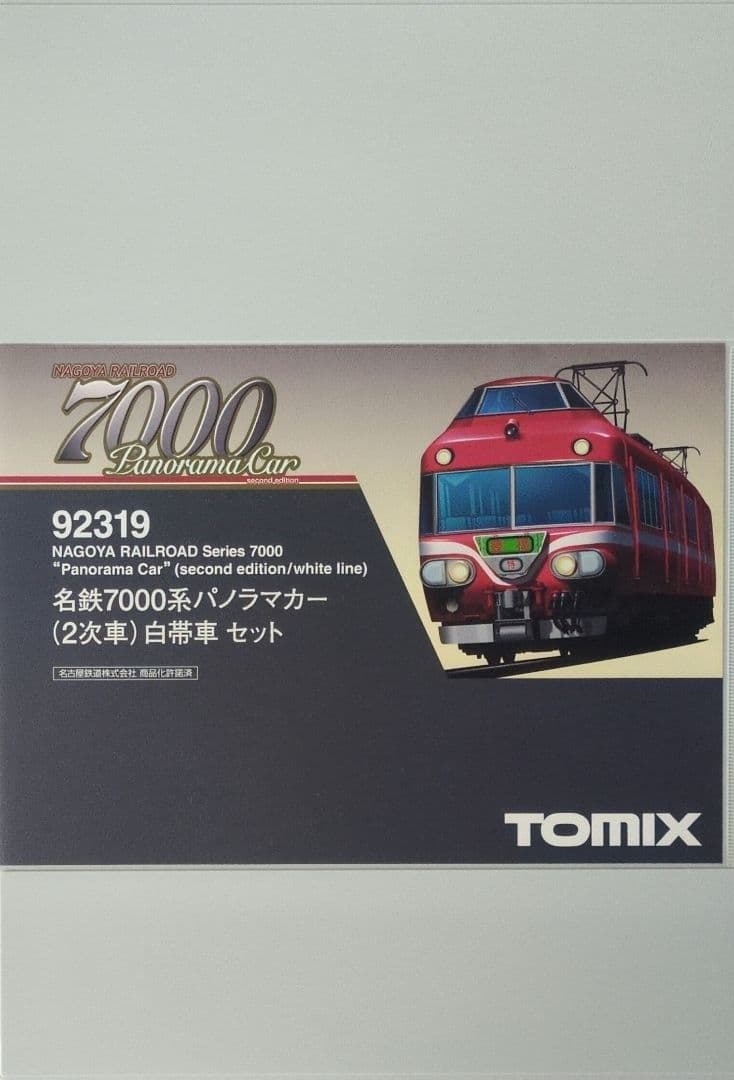 NAGOYA RAILROAD
7000
Panorama Car
second edition
92319
NAGOYA RAILROAD Series 7000
“Panorama Car” (second edition/white line)
名鉄7000系パノラマカー
(2次車)白帯車 セット
名古屋鉄道株式会社 商品化許諾済
TOMIX